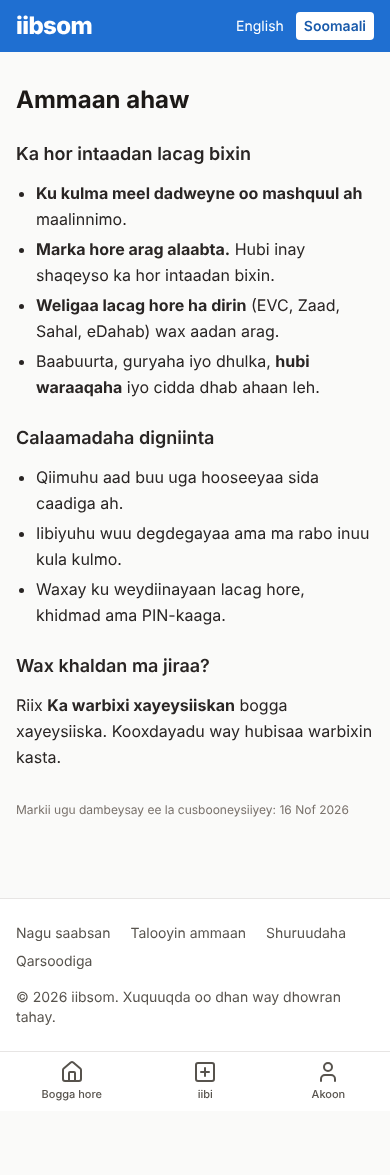 iibsom
English
Soomaali
Ammaan ahaw
Ka hor intaadan lacag bixin
• Ku kulma meel dadweyne oo mashquul ah
maalinnimo.
• Marka hore arag alaabta. Hubi inay
shaqeyso ka hor intaadan bixin.
• Weligaa lacag hore ha dirin (EVC, Zaad,
Sahal, eDahab) wax aadan arag.
• Baabuurta, guryaha iyo dhulka, hubi
waraaqaha iyo cidda dhab ahaan leh.
Calaamadaha digniinta
• Qiimuhu aad buu uga hooseeyaa sida
caadiga ah.
• Iibiyuhu wuu degdegayaa ama ma rabo inuu
kula kulmo.
• Waxay ku weydiinayaan lacag hore,
khidmad ama PIN-kaaga.
Wax khaldan ma jiraa?
Riix Ka warbixi xayeysiiskan bogga
xayeysiiska. Kooxdayadu way hubisaa warbixin
kasta.
Markii ugu dambeysay ee la cusbooneysiiyey: 16 Nof 2026
Nagu saabsan
Talooyin ammaan
Shuruudaha
Qarsoodiga
© 2026 iibsom. Xuquuqda oo dhan way dhowran
tahay.
Bogga hore
iibi
Akoon